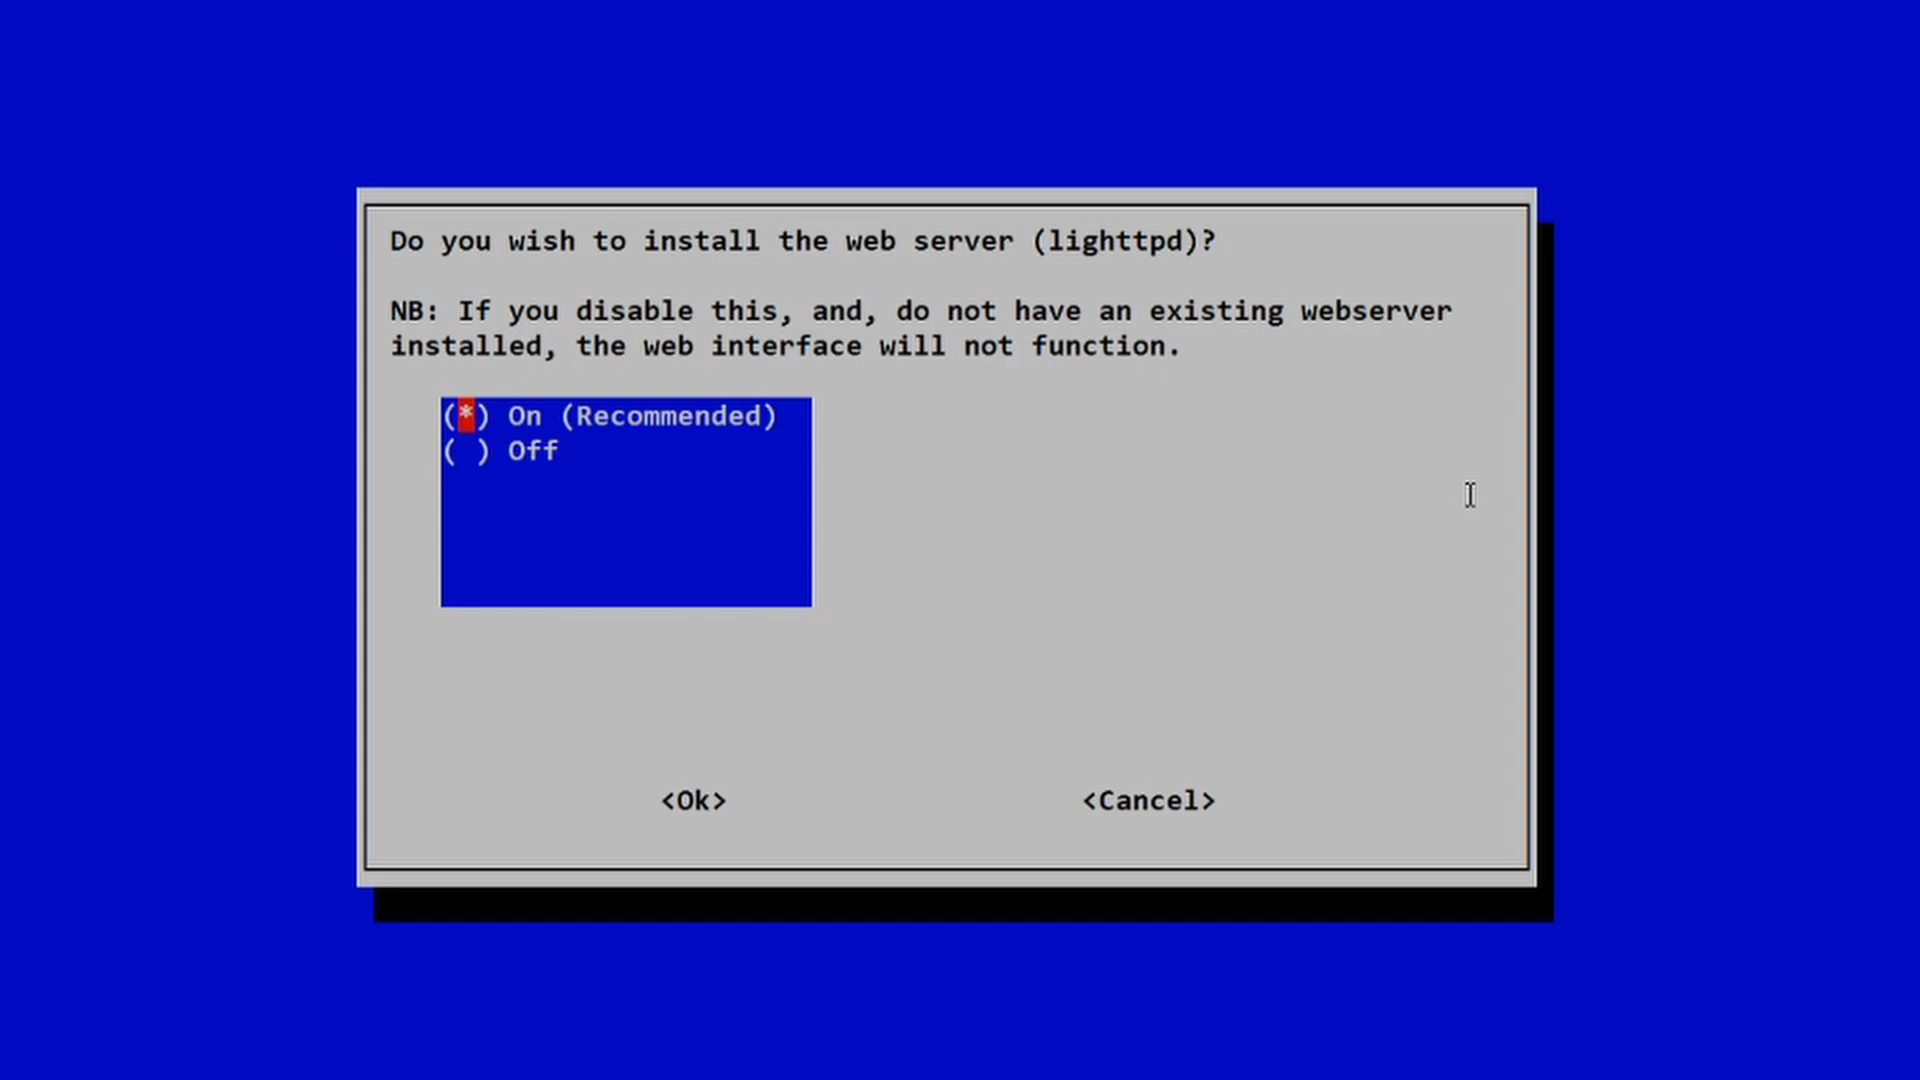 Do you wish to install the web server (lighttpd)?
NB: If you disable this, and, do not have an existing webserver
installed, the web interface will not function.
(*) On (Recommended)
( ) Off
<Ok> <Cancel>